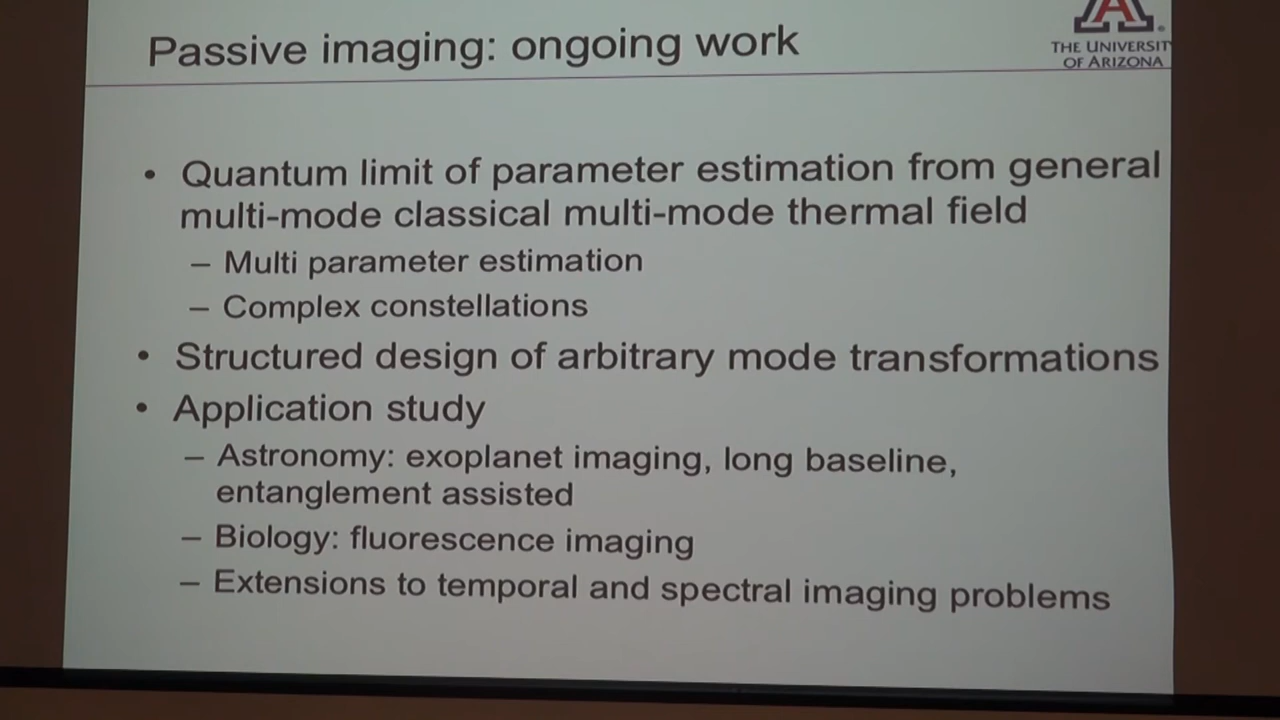 Passive imaging: ongoing work
A
THE UNIVERSIT
OF ARIZONA
• Quantum limit of parameter estimation from general
multi-mode classical multi-mode thermal field
– Multi parameter estimation
– Complex constellations
• Structured design of arbitrary mode transformations
• Application study
– Astronomy: exoplanet imaging, long baseline,
entanglement assisted
– Biology: fluorescence imaging
– Extensions to temporal and spectral imaging problems